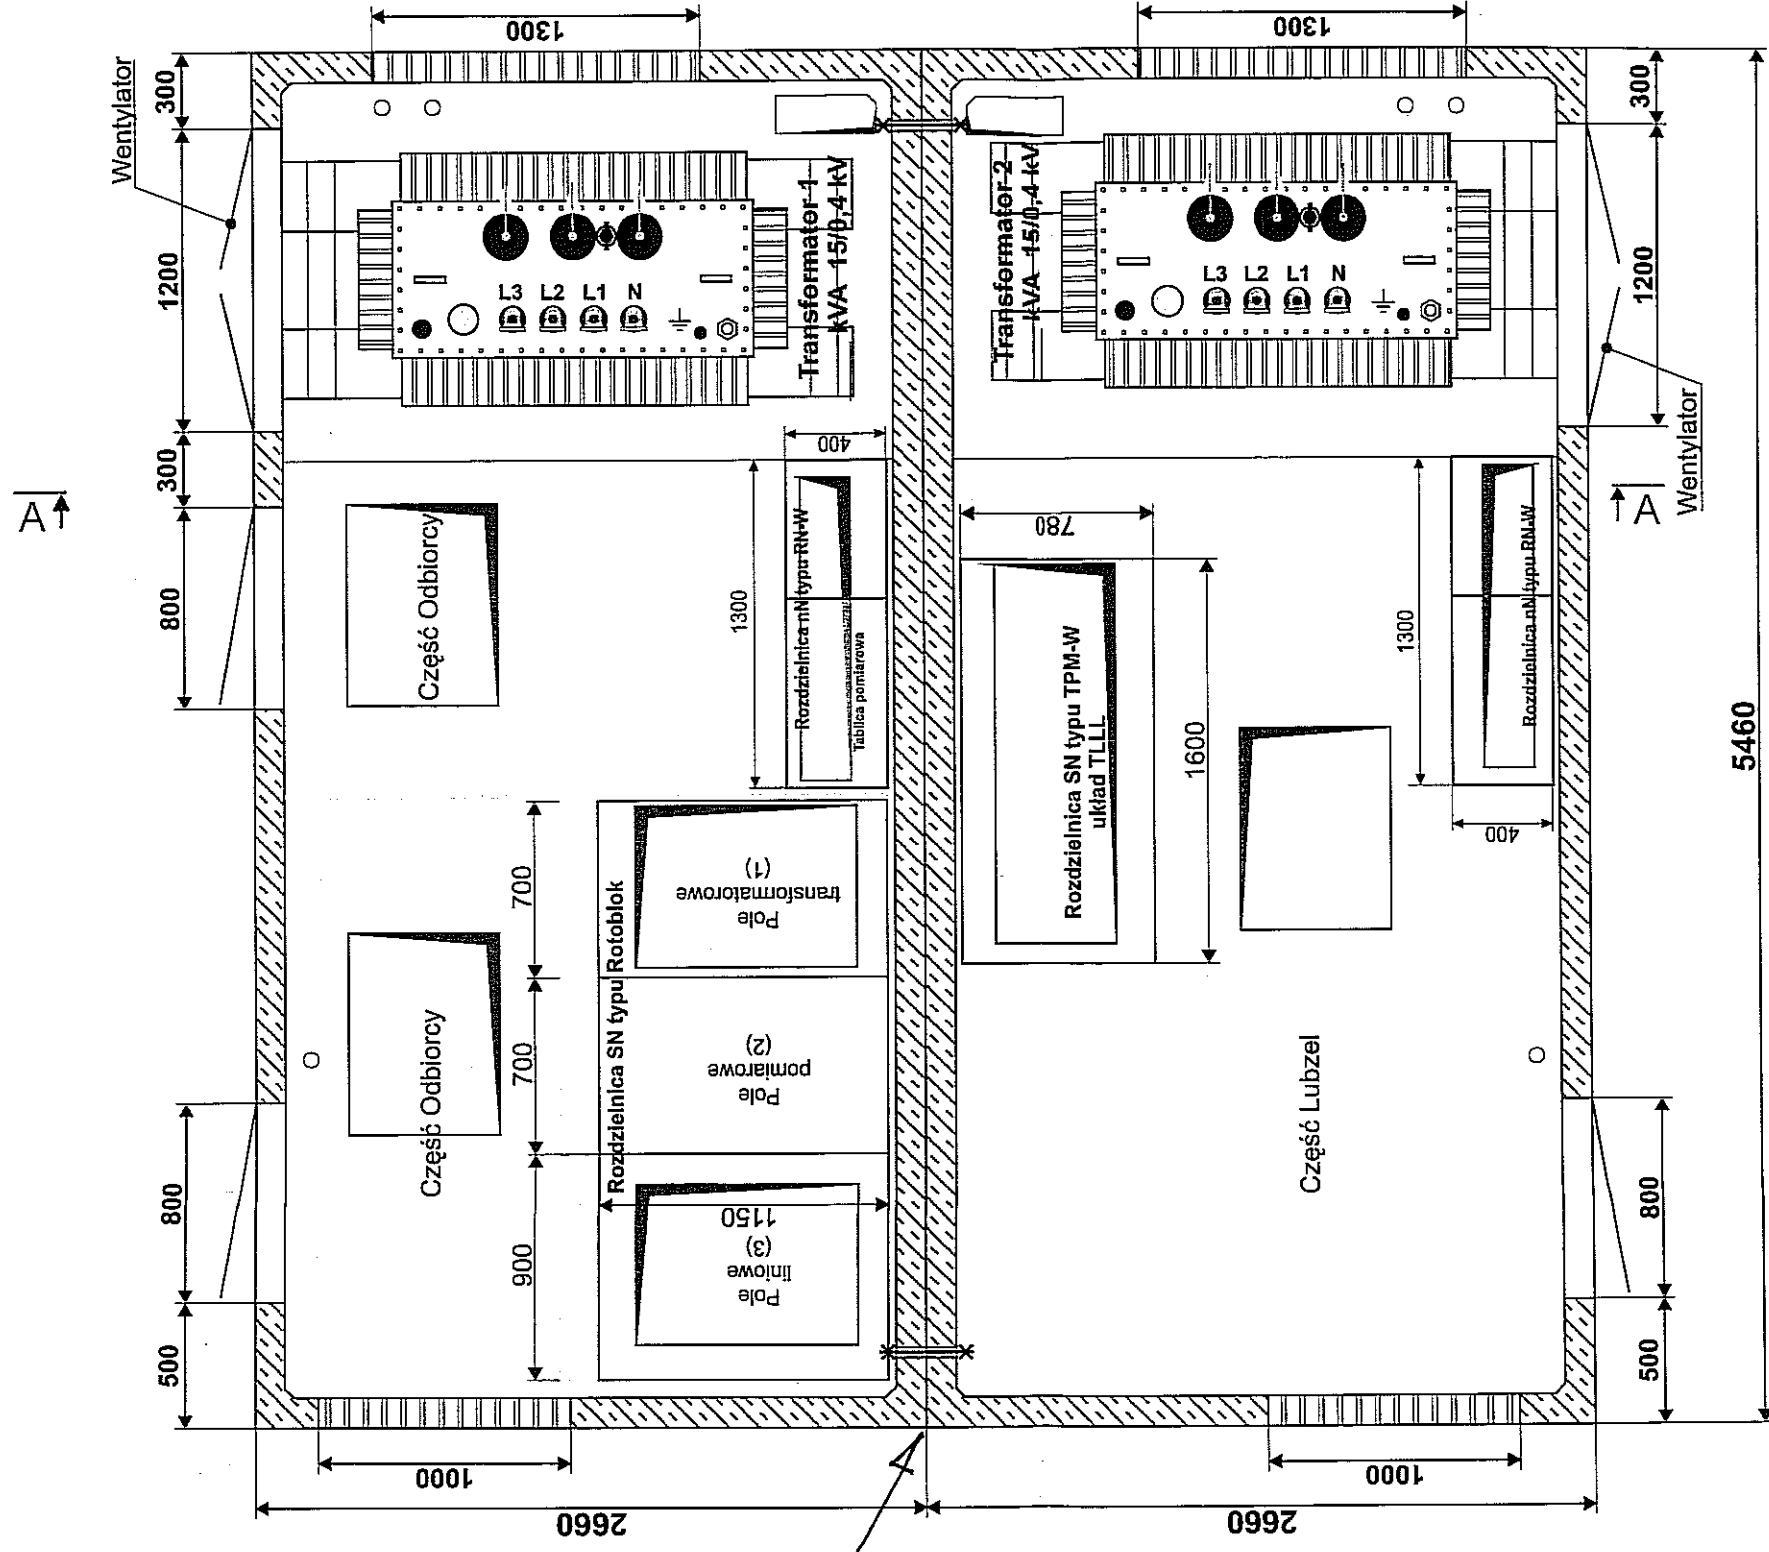 1300
1300
Wentylator
300
300
1200
1200
L3 L2 L1 N
Transformator 1
kVA 15/0,4 kV
Transformator 2
kVA 15/0,4 kV
L3 L2 L1 N
Wentylator
300
A
A
400
1300
Rozdzielnica nN typu RN-W
Tablica pomiarowa
Część Odbiorcy
800
780
1600
Rozdzielnica SN typu TPM-W
układ TLLL
1300
Rozdzielnica nN typu RN-W
400
5460
Część Odbiorcy
700
700
900
Rozdzielnica SN typu Rotoblok
Pole
transformatorowe
(1)
Pole
pomiarowe
(2)
1150
Pole
liniowe
(3)
Część Lubzel
800
800
500
500
1000
1000
2660
2660